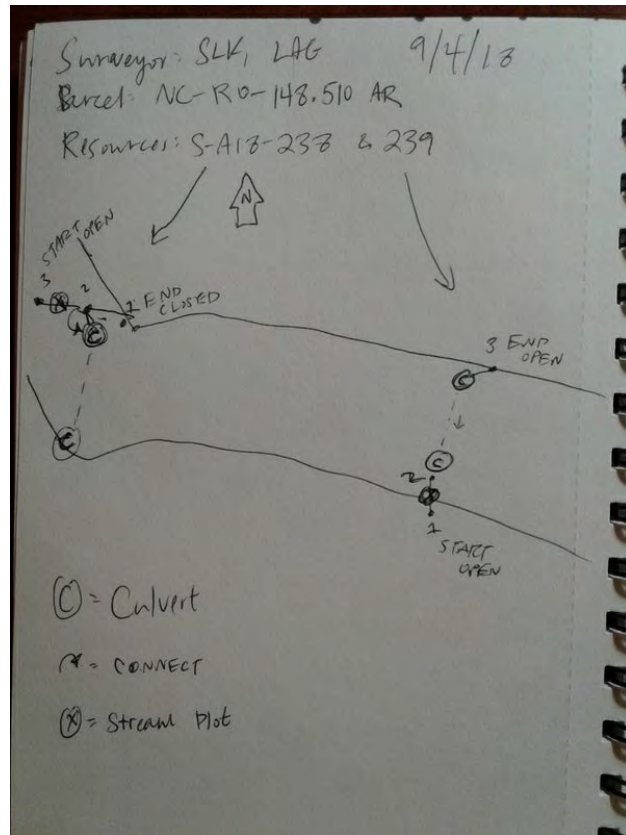 Surveyor: SLK, LAG 9/4/18
Parcel: NC-RO-148.510 AR
Resources: S-A18-238 & 239
N
START OPEN
3
2
1 END
CLOSED
C
C
3 END
OPEN
C
C
2
1
START
OPEN
C = Culvert
= CONNECT
X = Stream Plot